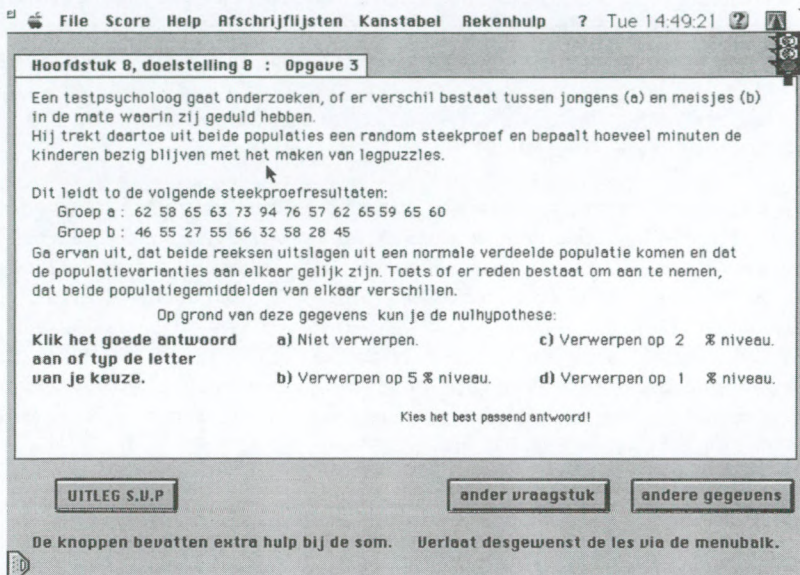 File Score Help Afschrijflijsten Kanstabel Rekenhulp ? Tue 14:49:21
Hoofdstuk 8, doelstelling 8 : Opgave 3
Een testpsycholoog gaat onderzoeken, of er verschil bestaat tussen jongens (a) en meisjes (b)
in de mate waarin zij geduld hebben.
Hij trekt daartoe uit beide populaties een random steekproef en bepaalt hoeveel minuten de
kinderen bezig blijven met het maken van legpuzzles.
Dit leidt to de volgende steekproefresultaten:
Groep a : 62 58 65 63 73 94 76 57 62 65 59 65 60
Groep b : 46 55 27 55 66 32 58 28 45
Ga ervan uit, dat beide reeksen uitslagen uit een normale verdeelde populatie komen en dat
de populatievarianties aan elkaar gelijk zijn. Toets of er reden bestaat om aan te nemen,
dat beide populatiegemiddelden van elkaar verschillen.
Op grond van deze gegevens kun je de nulhypothese:
Klik het goede antwoord a) Niet verwerpen. c) Verwerpen op 2 % niveau.
aan of typ de letter
van je keuze. b) Verwerpen op 5 % niveau. d) Verwerpen op 1 % niveau.
Kies het best passend antwoord!
UITLEG S.V.P ander vraagstuk andere gegevens
De knoppen bevatten extra hulp bij de som. Verlaat desgewenst de les via de menubalk.